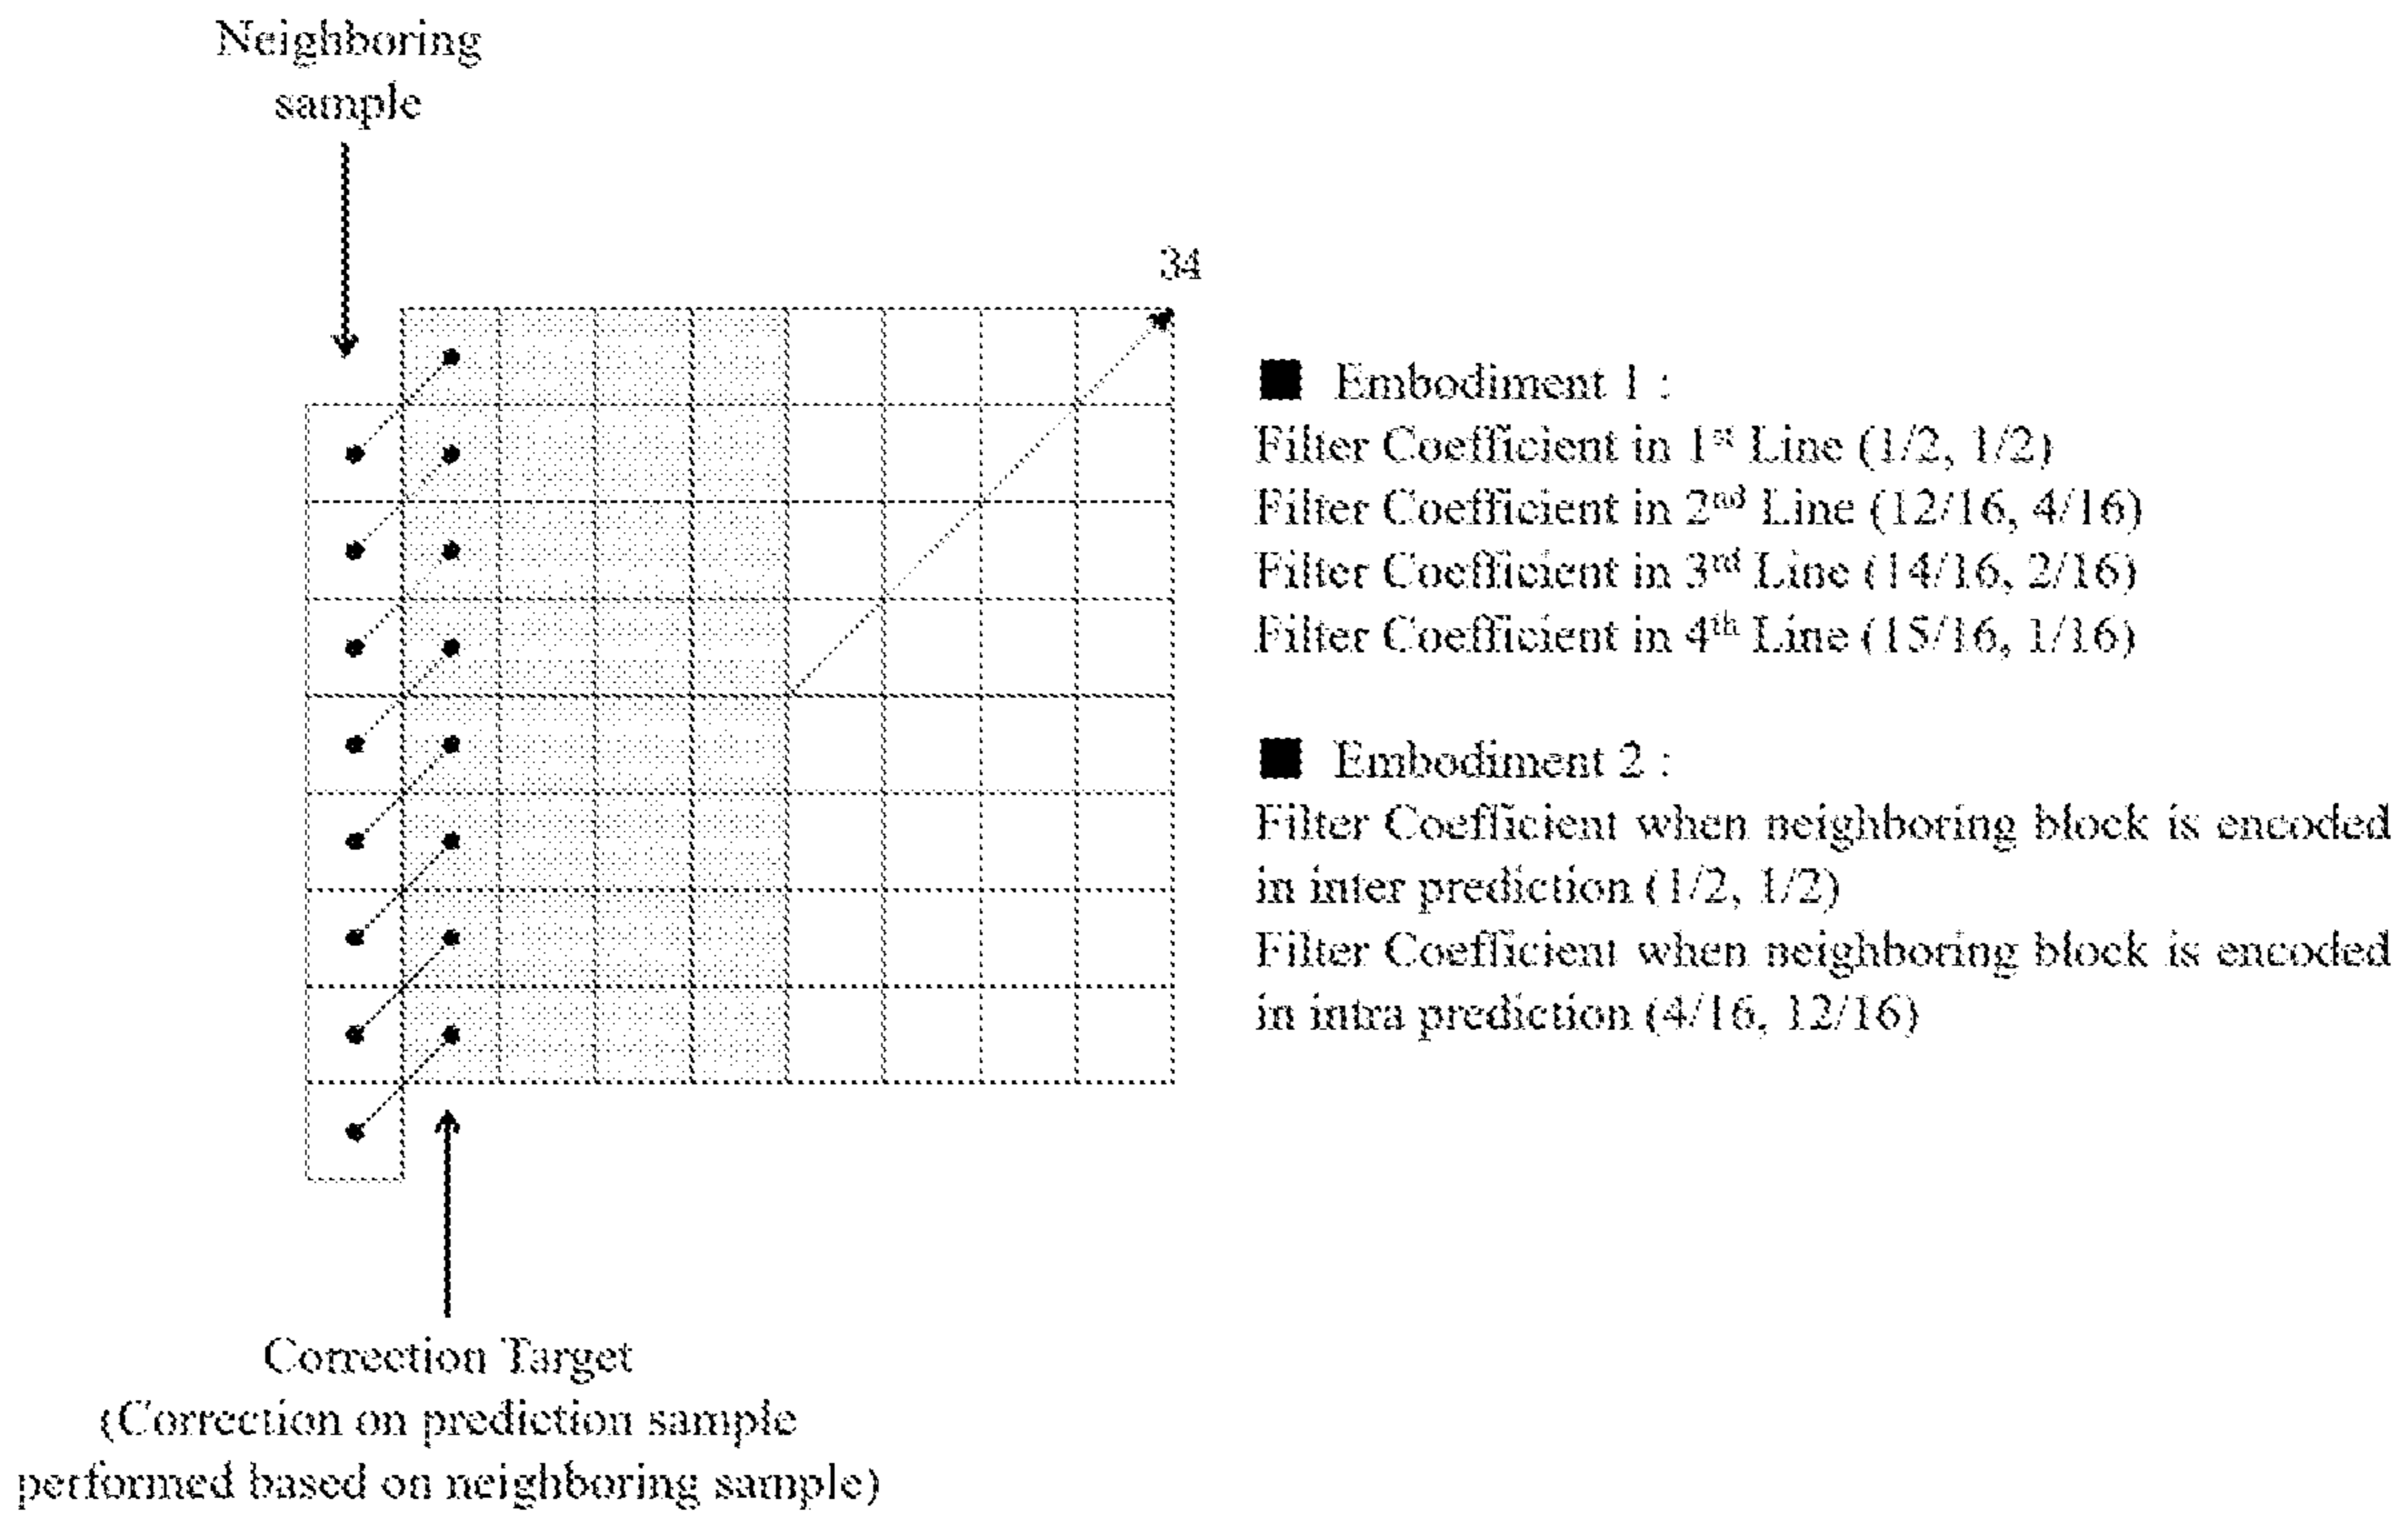 Neighboring
sample
34
■ Embodiment 1 :
Filter Coefficient in 1st Line (1/2, 1/2)
Filter Coefficient in 2nd Line (12/16, 4/16)
Filter Coefficient in 3rd Line (14/16, 2/16)
Filter Coefficient in 4th Line (15/16, 1/16)
■ Embodiment 2 :
Filter Coefficient when neighboring block is encoded
in inter prediction (1/2, 1/2)
Filter Coefficient when neighboring block is encoded
in intra prediction (4/16, 12/16)
Correction Target
(Correction on prediction sample
performed based on neighboring sample)